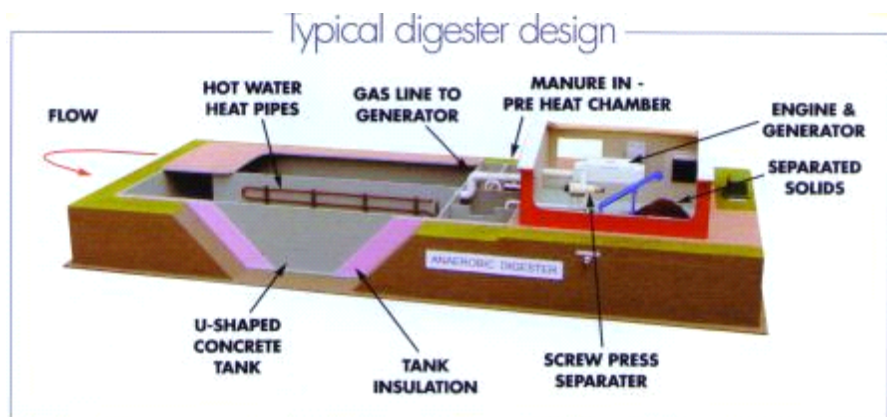 Typical digester design
HOT WATER
HEAT PIPES
GAS LINE TO
GENERATOR
MANURE IN -
PRE HEAT CHAMBER
ENGINE &
GENERATOR
FLOW
SEPARATED
SOLIDS
ANAEROBIC DIGESTER
U-SHAPED
CONCRETE
TANK
TANK
INSULATION
SCREW PRESS
SEPARATER